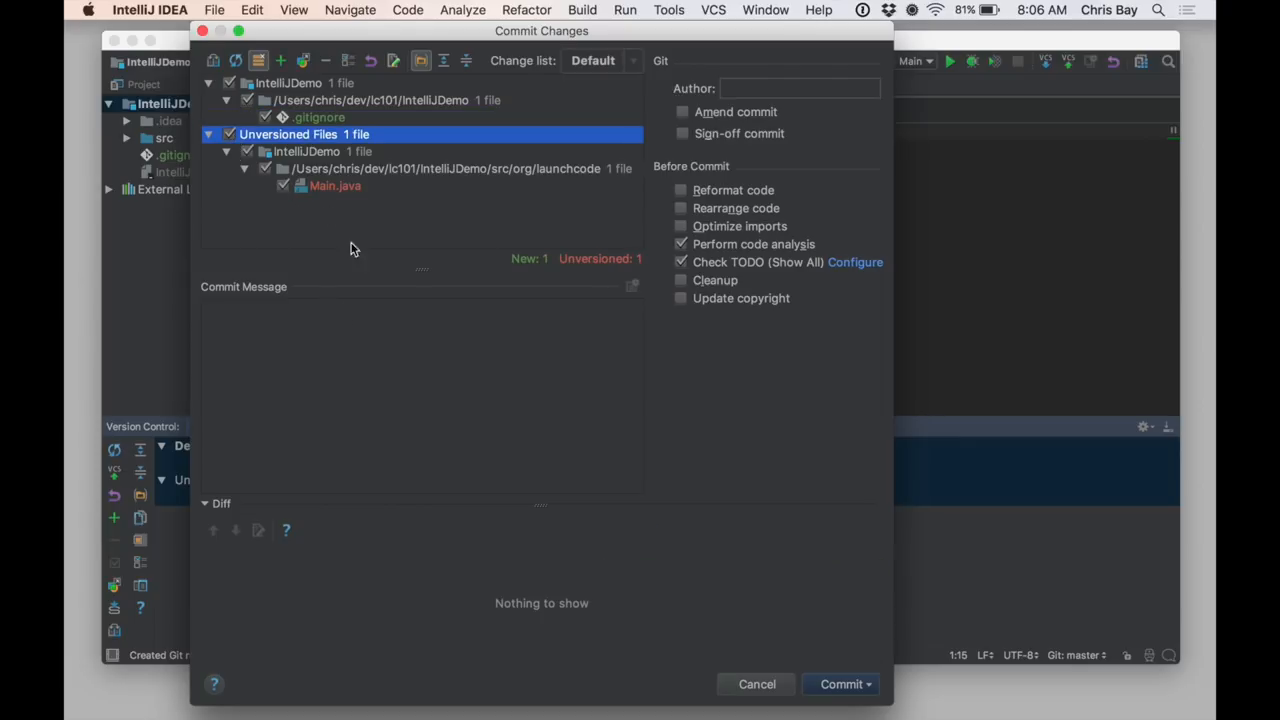 IntelliJ IDEA File Edit View Navigate Code Analyze Refactor Build Run Tools VCS Window Help 81% 8:06 AM Chris Bay
Commit Changes
IntelliJDemo
Main
Project
IntelliJDe
.idea
src
.gitign
IntelliJ
External L
Change list: Default
IntelliJDemo 1 file
/Users/chris/dev/lc101/IntelliJDemo 1 file
.gitignore
Unversioned Files 1 file
IntelliJDemo 1 file
/Users/chris/dev/lc101/IntelliJDemo/src/org/launchcode 1 file
Main.java
New: 1 Unversioned: 1
Commit Message
Git
Author:
Amend commit
Sign-off commit
Before Commit
Reformat code
Rearrange code
Optimize imports
Perform code analysis
Check TODO (Show All) Configure
Cleanup
Update copyright
Version Control:
De
VCS
Un
Diff
?
Nothing to show
?
?
Cancel Commit
Created Git r
1:15 LF UTF-8 Git: master